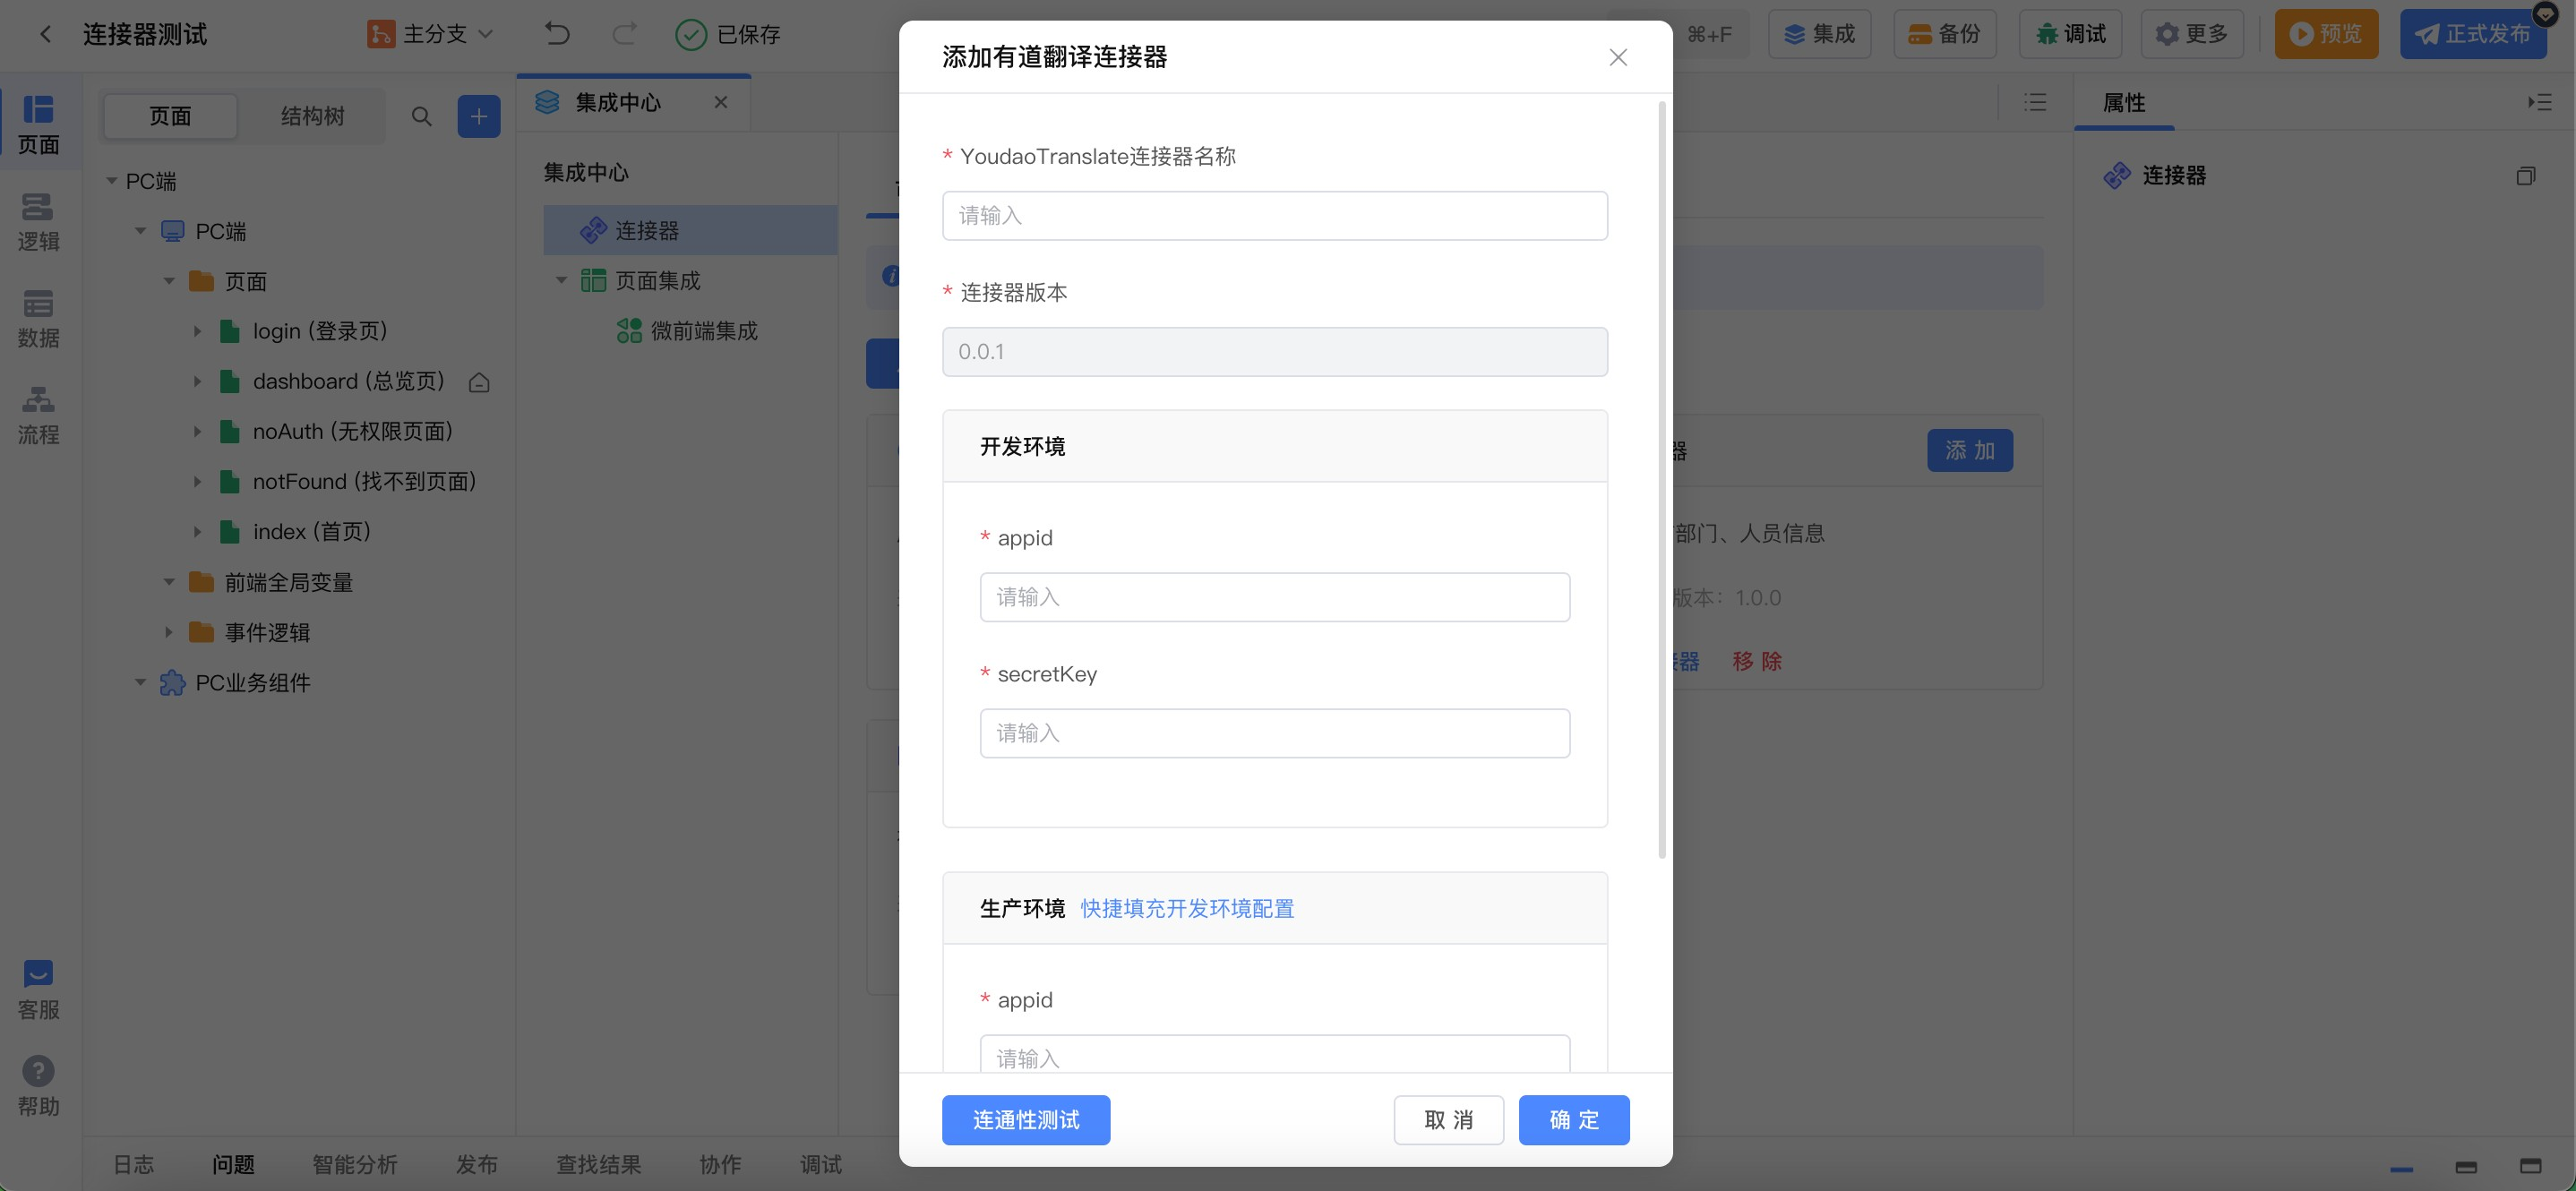 连接器测试
主分支
已保存
⌘+F
集成
备份
调试
更多
预览
正式发布
页面
逻辑
数据
流程
客服
帮助
页面
结构树
PC端
PC端
页面
login (登录页)
dashboard (总览页)
noAuth (无权限页面)
notFound (找不到页面)
index (首页)
前端全局变量
事件逻辑
PC业务组件
集成中心
集成中心
连接器
页面集成
微前端集成
添加有道翻译连接器
* YoudaoTranslate连接器名称
请输入
* 连接器版本
0.0.1
开发环境
* appid
请输入
* secretKey
请输入
生产环境 快捷填充开发环境配置
* appid
请输入
连通性测试
取 消
确 定
器
添 加
部门、人员信息
版本：1.0.0
接器
移 除
属性
连接器
日志
问题
智能分析
发布
查找结果
协作
调试